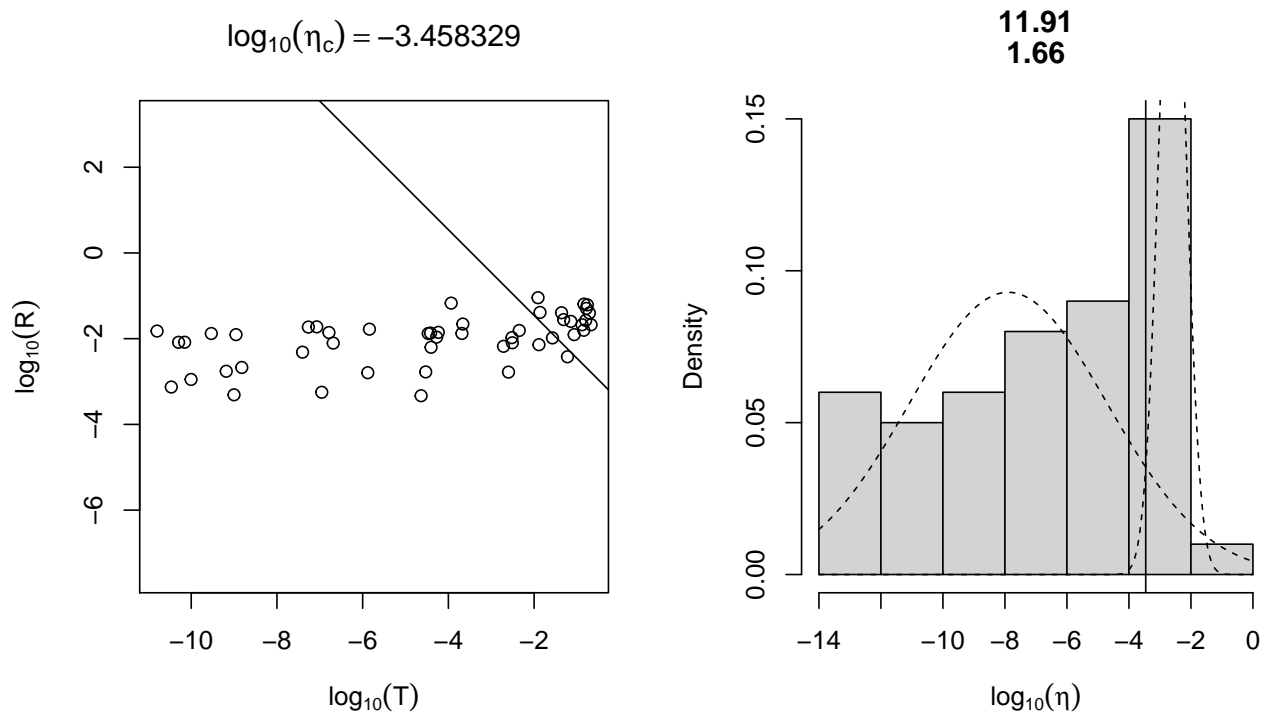 log₁₀(η_c) = −3.458329
2
0
−2
−4
−6
log₁₀(R)
−10 −8 −6 −4 −2
log₁₀(T)
11.91
1.66
0.15
0.10
0.05
0.00
Density
−14 −10 −8 −6 −4 −2 0
log₁₀(η)